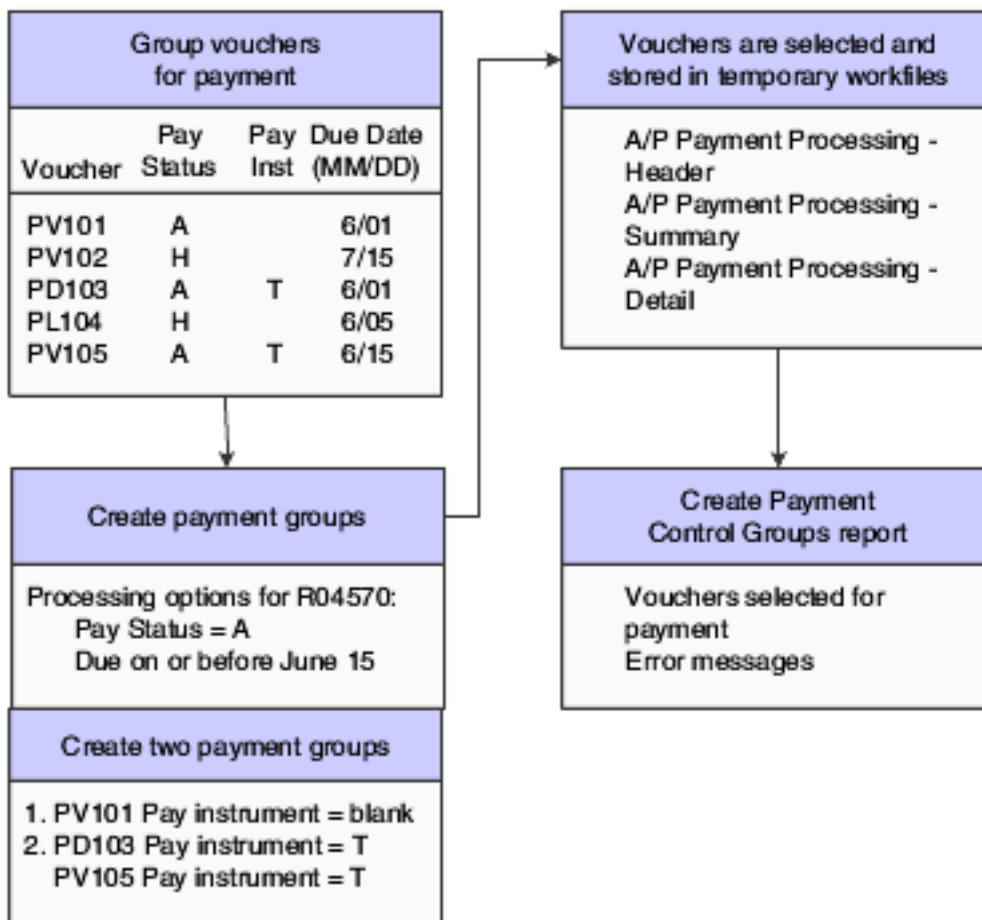 Group vouchers
for payment
Pay Pay Due Date
Voucher Status Inst (MM/DD)
PV101 A 6/01
PV102 H 7/15
PD103 A T 6/01
PL104 H 6/05
PV105 A T 6/15
Create payment groups
Processing options for R04570:
Pay Status = A
Due on or before June 15
Create two payment groups
1. PV101 Pay instrument = blank
2. PD103 Pay instrument = T
PV105 Pay instrument = T
Vouchers are selected and
stored in temporary workfiles
A/P Payment Processing -
Header
A/P Payment Processing -
Summary
A/P Payment Processing -
Detail
Create Payment
Control Groups report
Vouchers selected for
payment
Error messages